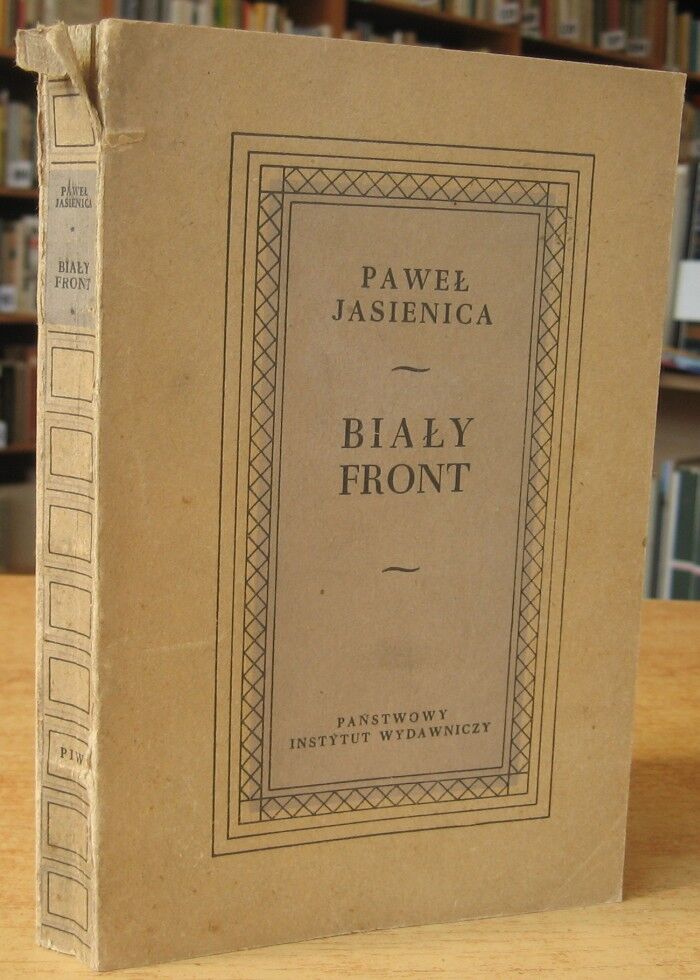 PAWEŁ
JASIENICA
BIAŁY
FRONT
PIW
PAWEŁ
JASIENICA
BIAŁY
FRONT
PAŃSTWOWY
INSTYTUT WYDAWNICZY